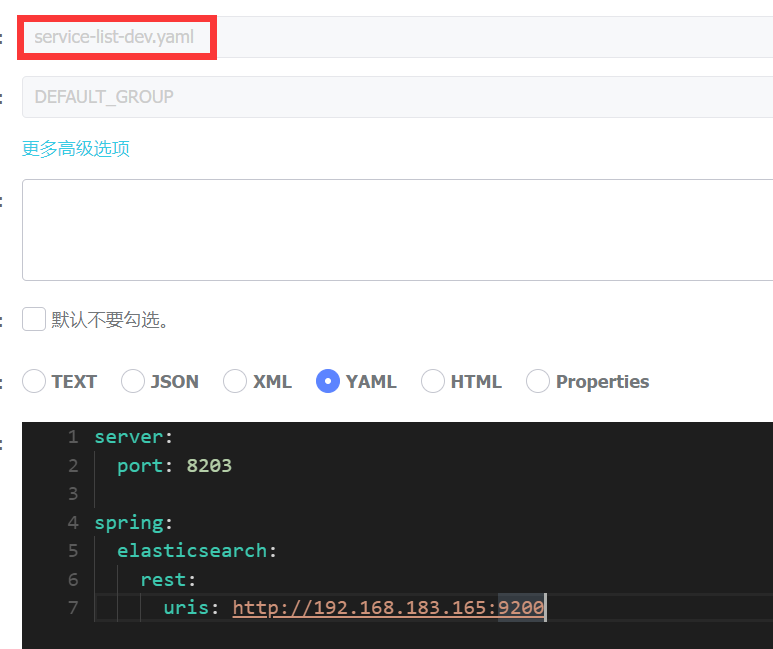 : service-list-dev.yaml
: DEFAULT_GROUP
更多高级选项
:
: 默认不要勾选。
: TEXT JSON XML YAML HTML Properties
:
1 server:
2   port: 8203
3
4 spring:
5   elasticsearch:
6     rest:
7       uris: http://192.168.183.165:9200